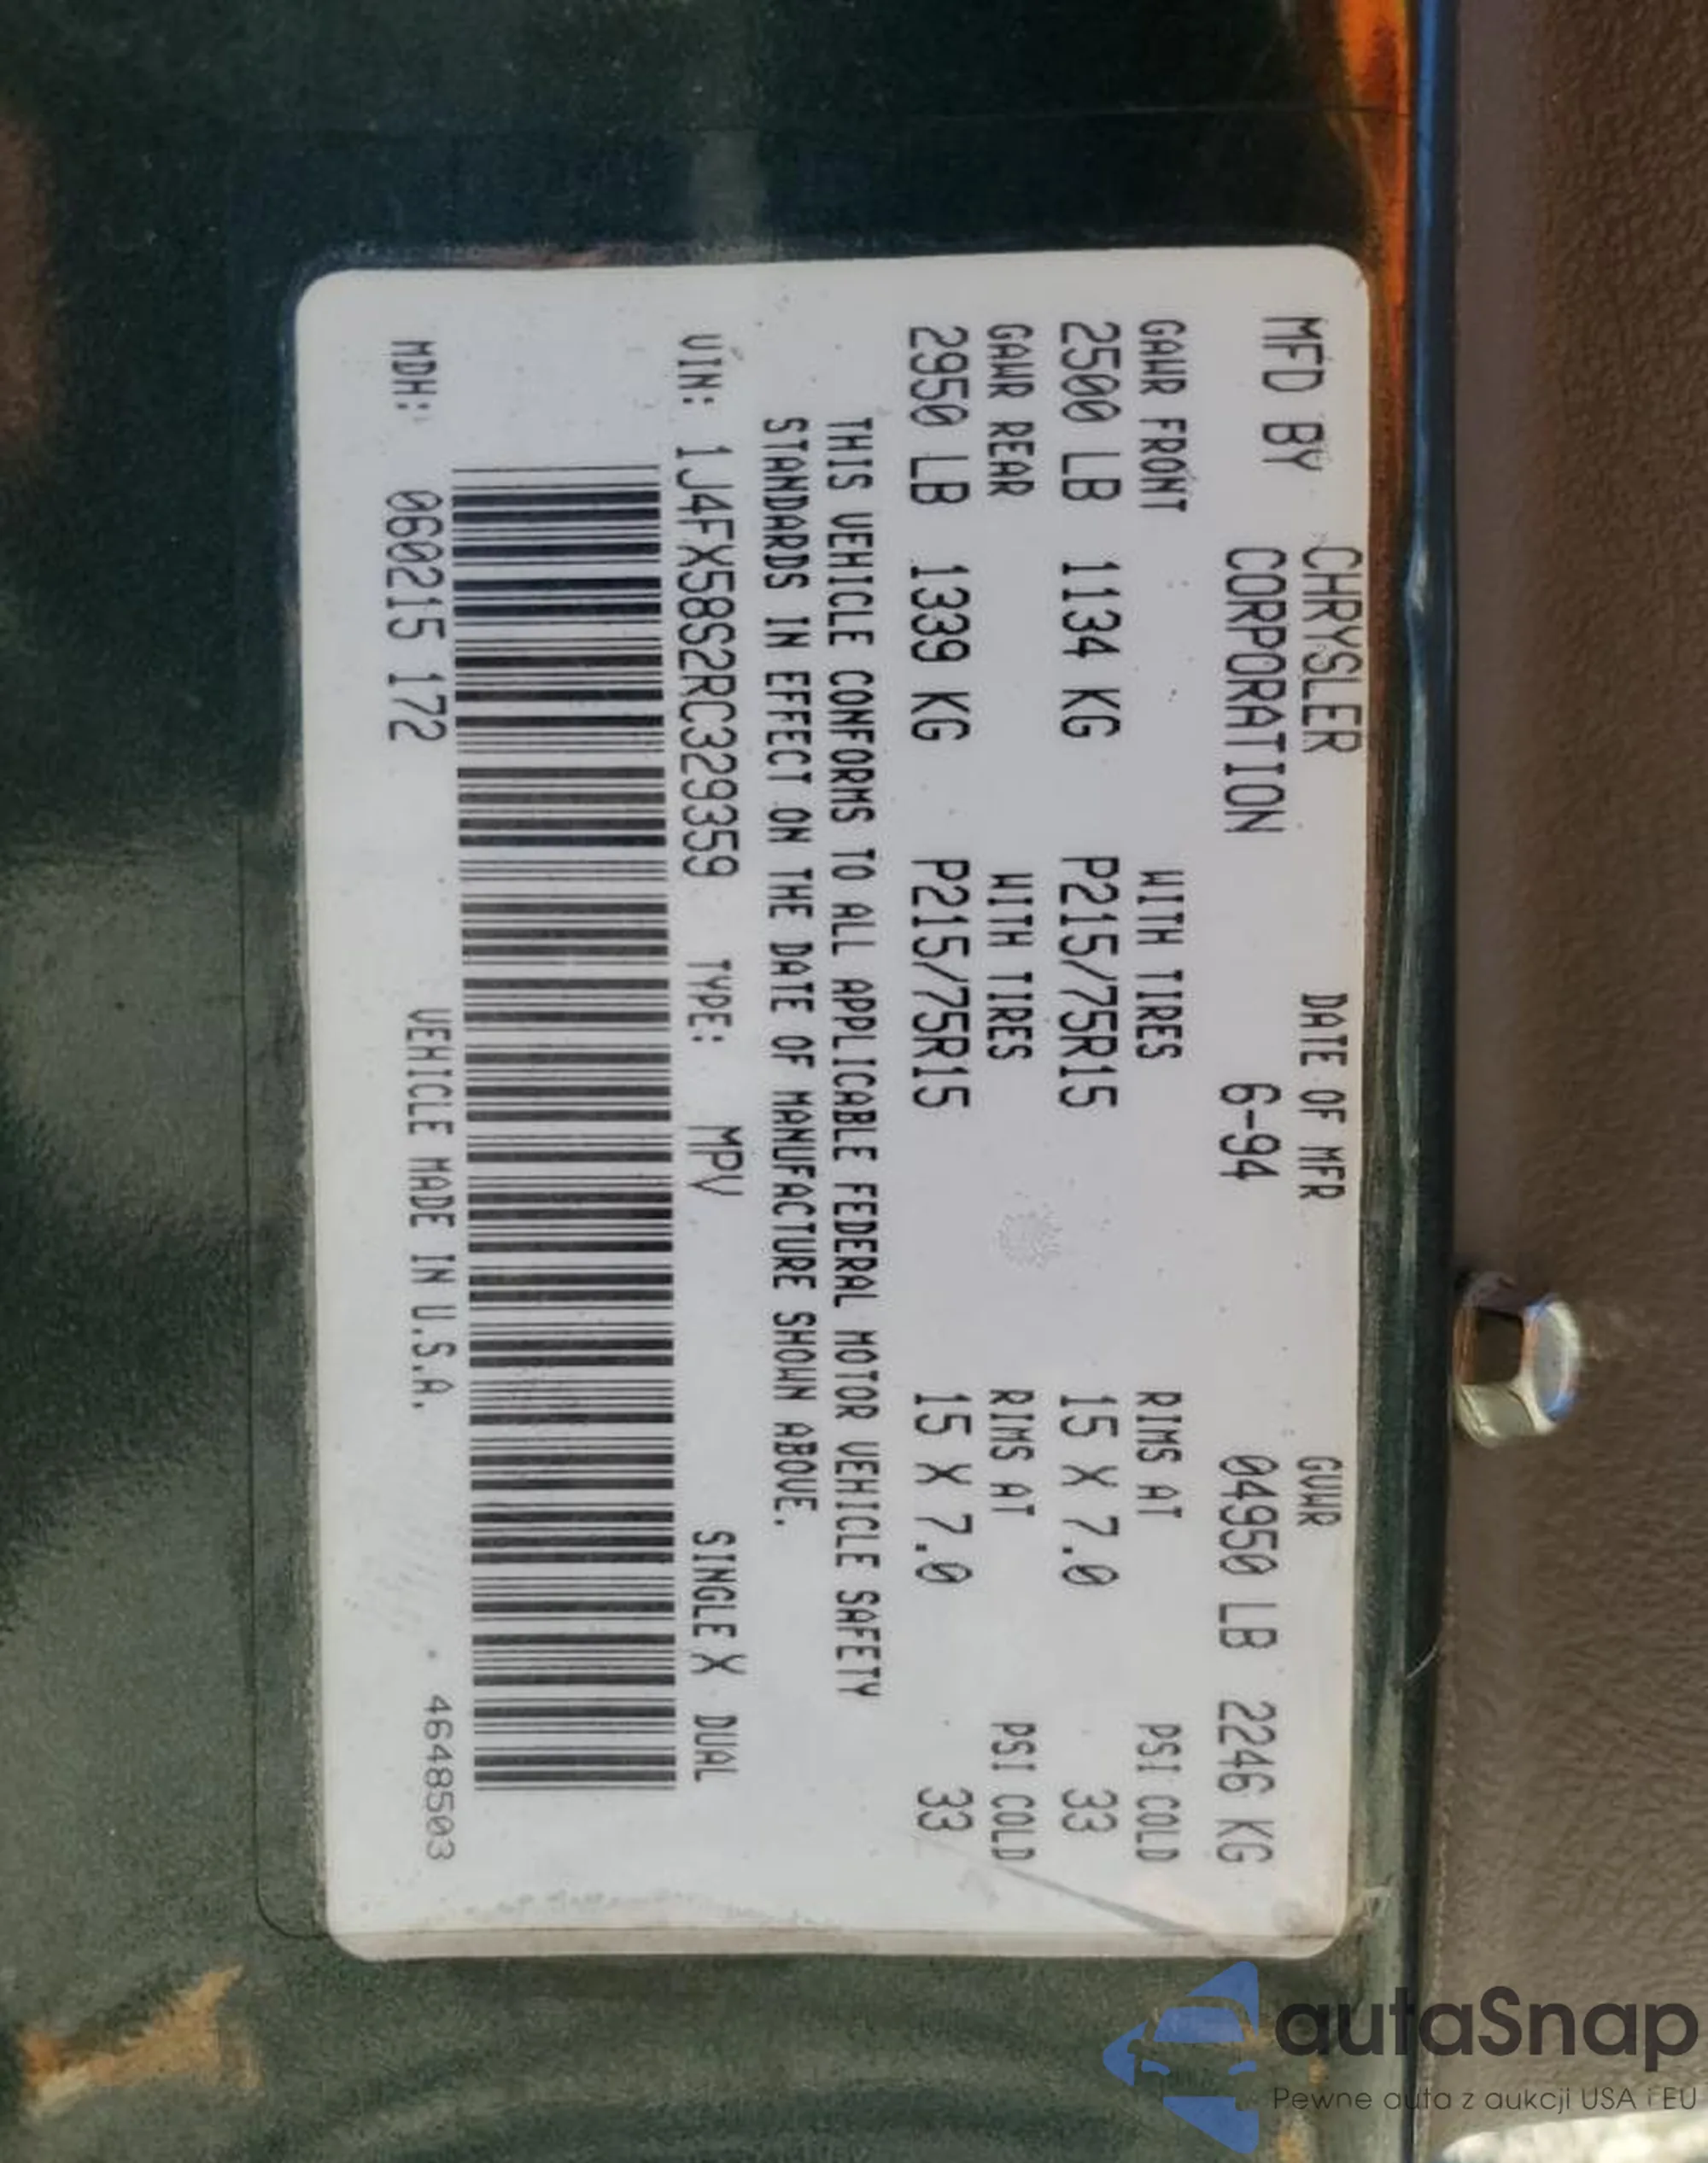 MFD BY CHRYSLER CORPORATION DATE OF MFR 6-94 GVWR 04950 LB 2246 KG
GAWR FRONT WITH TIRES RIMS AT PSI COLD
2500 LB 1134 KG P215/75R15 15 X 7.0 33
GAWR REAR WITH TIRES RIMS AT PSI COLD
2950 LB 1339 KG P215/75R15 15 X 7.0 33
THIS VEHICLE CONFORMS TO ALL APPLICABLE FEDERAL MOTOR VEHICLE SAFETY
STANDARDS IN EFFECT ON THE DATE OF MANUFACTURE SHOWN ABOVE.
VIN: 1J4FX58S2RC329359 TYPE: MPV SINGLE X DUAL
MDH: 060215 172 VEHICLE MADE IN U.S.A. 4648503
autaSnap
Pewne auta z aukcji USA i EU